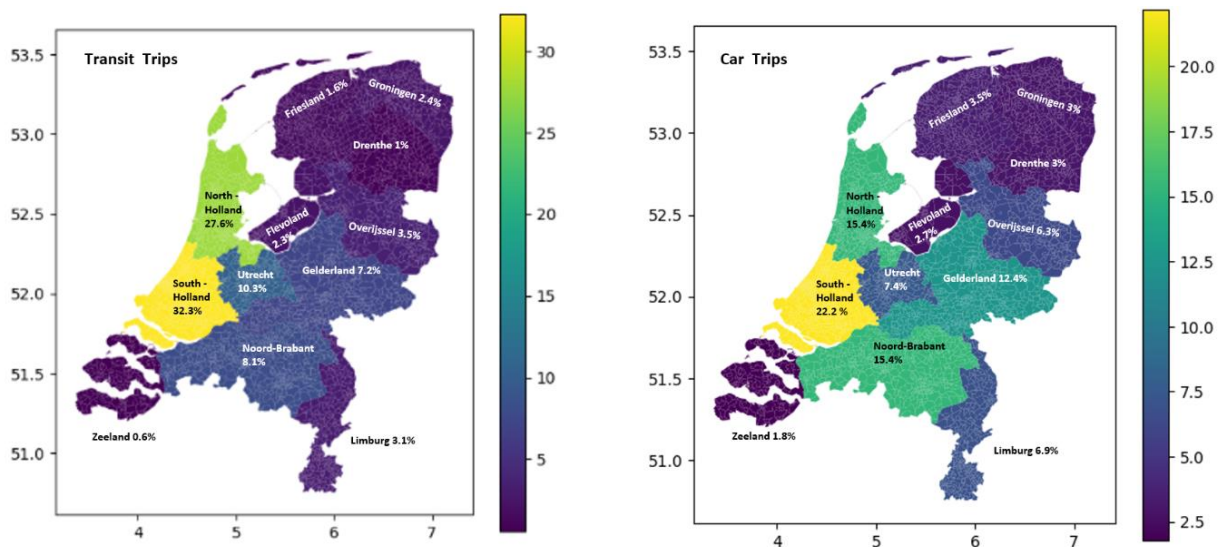 Transit Trips
53.5
53.0
52.5
52.0
51.5
51.0
4
5
6
7
Friesland 1.6%
Groningen 2.4%
Drenthe 1%
North -
Holland
27.6%
Flevoland
2.3%
Overijssel 3.5%
Utrecht
10.3%
Gelderland 7.2%
South -
Holland
32.3%
Noord-Brabant
8.1%
Zeeland 0.6%
Limburg 3.1%
30
25
20
15
10
5
Car Trips
53.5
53.0
52.5
52.0
51.5
51.0
4
5
6
7
Friesland 3.5%
Groningen 3%
Drenthe 3%
North -
Holland
15.4%
Flevoland
2.7%
Overijssel 6.3%
Utrecht
7.4%
Gelderland 12.4%
South -
Holland
22.2 %
Noord-Brabant
15.4%
Zeeland 1.8%
Limburg 6.9%
20.0
17.5
15.0
12.5
10.0
7.5
5.0
2.5